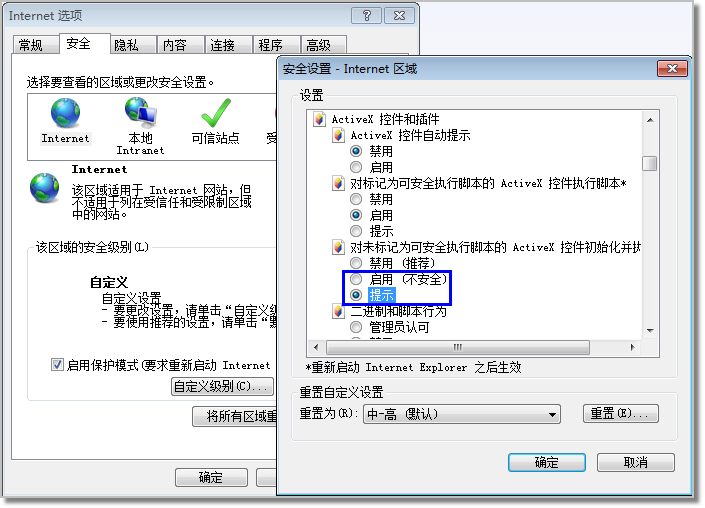 Internet 选项
常规
安全
隐私
内容
连接
程序
高级
选择要查看的区域或更改安全设置。
Internet
本地
Intranet
可信站点
Internet
该区域适用于 Internet 网站，但
不适用于列在受信任和受限制区域
中的网站。
该区域的安全级别(L)
自定义
自定义设置
- 要更改设置，请单击“自定义级
- 要使用推荐的设置，请单击“
启用保护模式(要求重新启动 Internet
自定义级别(C)...
将所有区域重
确定
安全设置 - Internet 区域
设置
ActiveX 控件和插件
ActiveX 控件自动提示
禁用
启用
对标记为可安全执行脚本的 ActiveX 控件执行脚本*
禁用
启用
提示
对未标记为可安全执行脚本的 ActiveX 控件初始化并执
禁用 (推荐)
启用 (不安全)
提示
二进制和脚本行为
管理员认可
*重新启动 Internet Explorer 之后生效
重置自定义设置
重置为(R):
中-高 (默认)
重置(E)...
确定
取消